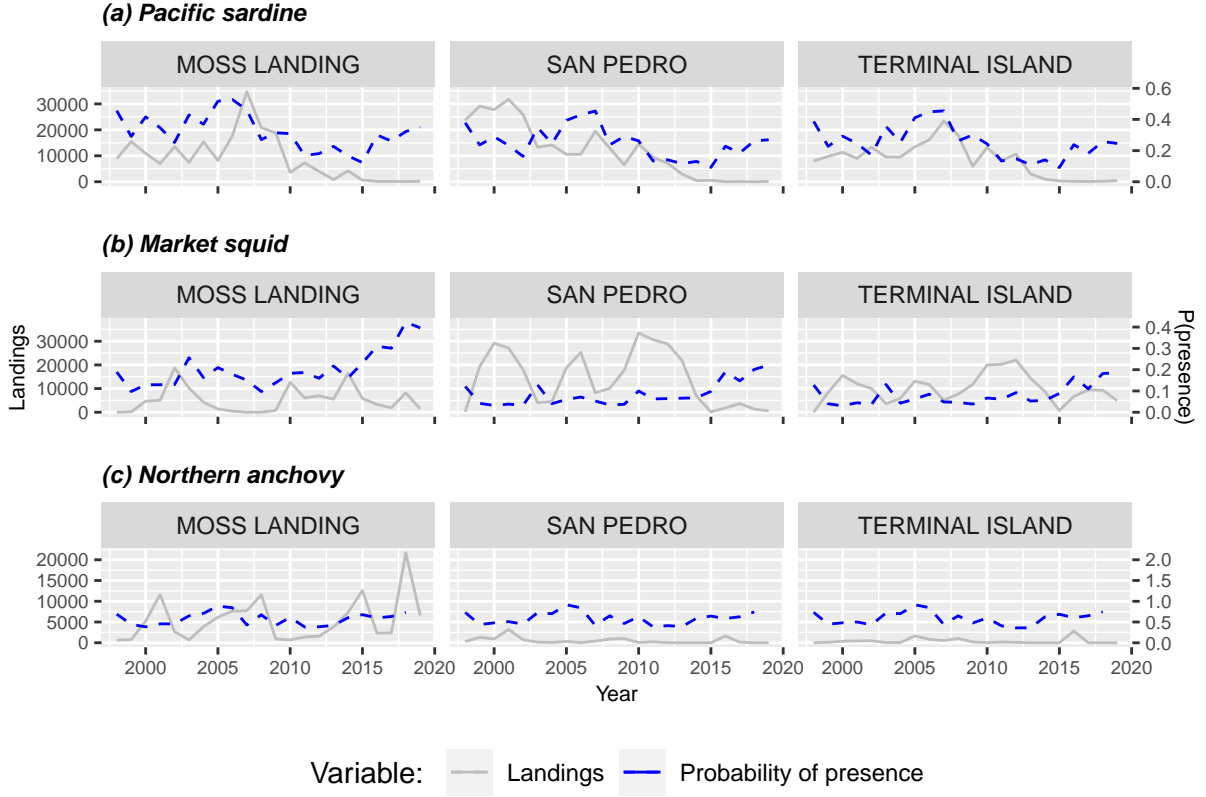 (a) Pacific sardine
MOSS LANDING SAN PEDRO TERMINAL ISLAND
30000
20000
10000
0
0.6
0.4
0.2
0.0
(b) Market squid
MOSS LANDING SAN PEDRO TERMINAL ISLAND
Landings
30000
20000
10000
0
0.4
0.3
0.2
0.1
0.0
P(presence)
(c) Northern anchovy
MOSS LANDING SAN PEDRO TERMINAL ISLAND
20000
15000
10000
5000
0
2.0
1.5
1.0
0.5
0.0
2000 2005 2010 2015 2020 2000 2005 2010 2015 2020 2000 2005 2010 2015 2020
Year
Variable: Landings Probability of presence